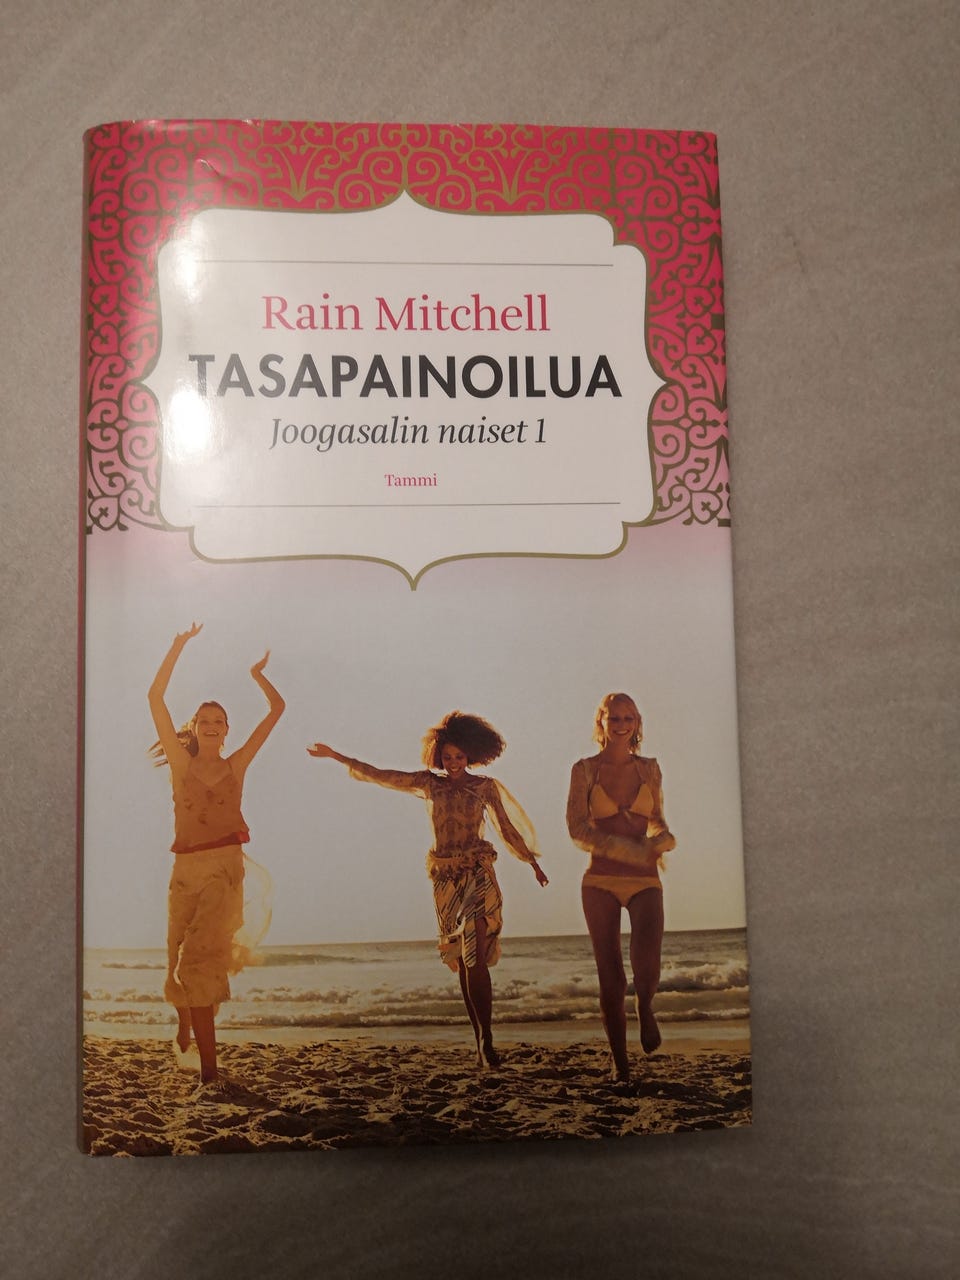 Rain Mitchell
TASAPAINOILUA
Joogasalin naiset 1
Tammi